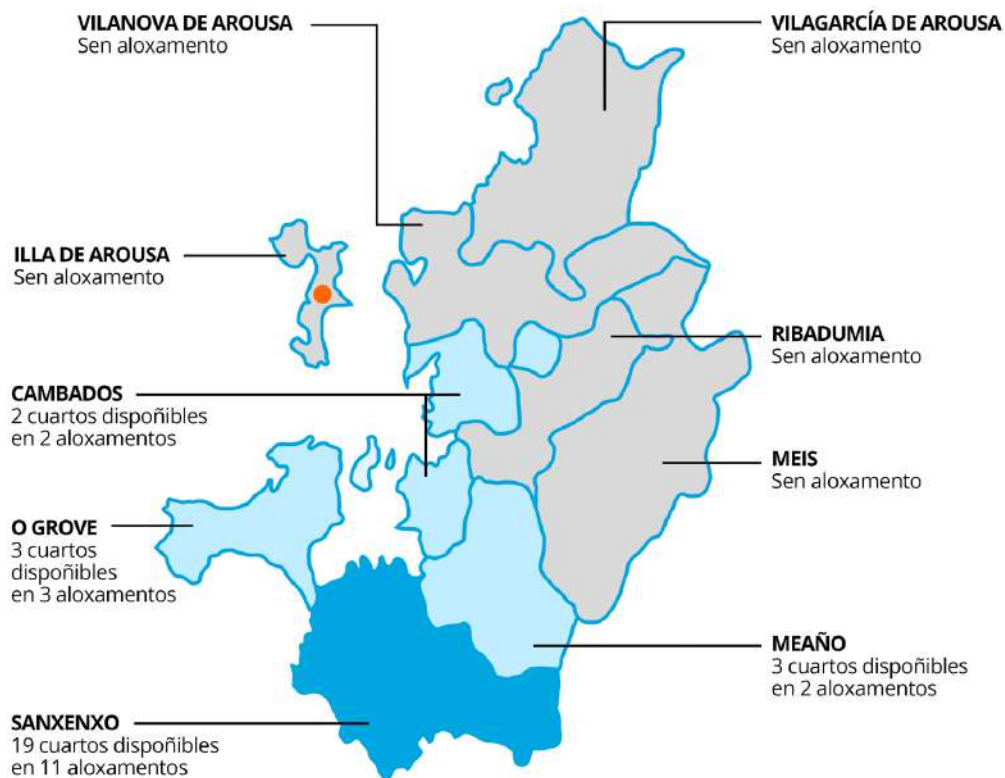 VILANOVA DE AROUSA
Sen aloxamento
VILAGARCÍA DE AROUSA
Sen aloxamento
ILLA DE AROUSA
Sen aloxamento
RIBADUMIA
Sen aloxamento
CAMBADOS
2 cuartos dispoñibles
en 2 aloxamentos
MEIS
Sen aloxamento
O GROVE
3 cuartos
dispoñibles
en 3 aloxamentos
MEAÑO
3 cuartos dispoñibles
en 2 aloxamentos
SANXENXO
19 cuartos dispoñibles
en 11 aloxamentos